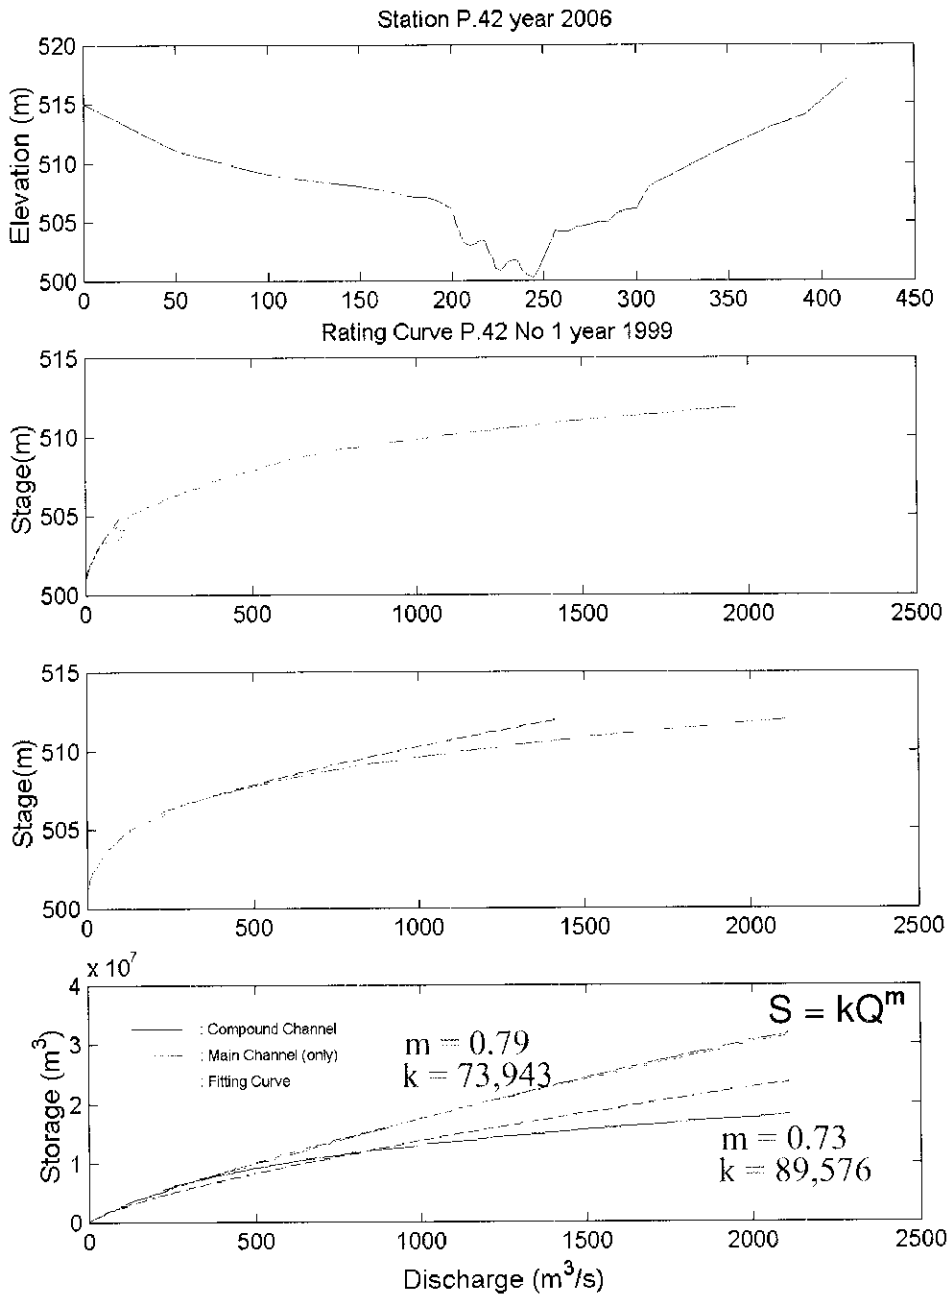 Station P.42 year 2006
520
515
510
505
500
Elevation (m)
0 50 100 150 200 250 300 350 400 450
Rating Curve P.42 No 1 year 1999
515
510
505
500
Stage(m)
0 500 1000 1500 2000 2500
515
510
505
500
Stage(m)
0 500 1000 1500 2000 2500
x 10^7
4
3
2
1
0
Storage (m³)
S = kQ^m
: Compound Channel
: Main Channel (only)
: Fitting Curve
m = 0.79
k = 73,943
m = 0.73
k = 89,576
0 500 1000 1500 2000 2500
Discharge (m³/s)